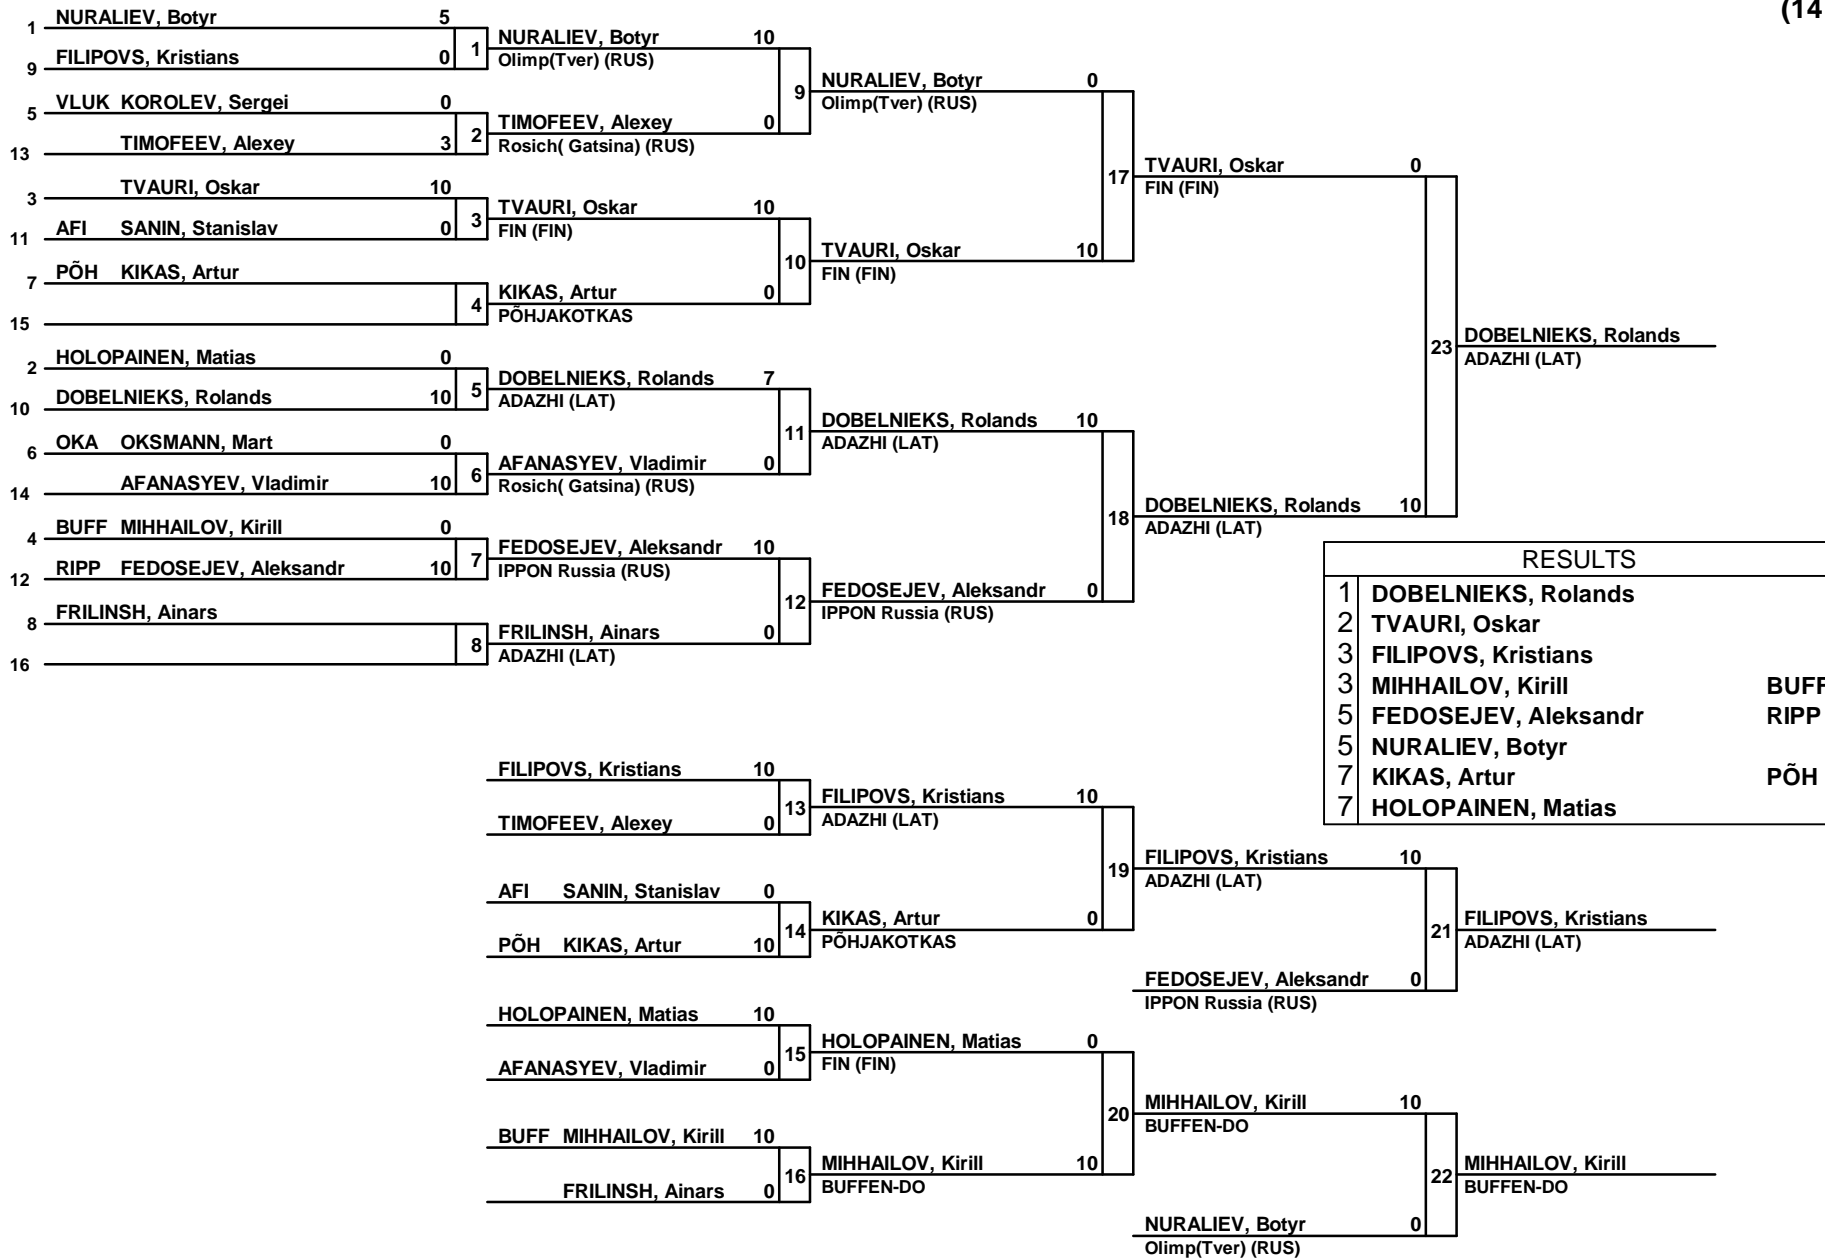 (14
1 NURALIEV, Botyr 5
9 FILIPOVS, Kristians 0
1
NURALIEV, Botyr 10
Olimp(Tver) (RUS)
5 VLUK KOROLEV, Sergei 0
13 TIMOFEEV, Alexey 3
2
TIMOFEEV, Alexey 0
Rosich( Gatsina) (RUS)
9
NURALIEV, Botyr 0
Olimp(Tver) (RUS)
3 TVAURI, Oskar 10
11 AFI SANIN, Stanislav 0
3
TVAURI, Oskar 10
FIN (FIN)
7 PÕH KIKAS, Artur
15
4
KIKAS, Artur 0
PÕHJAKOTKAS
10
TVAURI, Oskar 10
FIN (FIN)
17
TVAURI, Oskar 0
FIN (FIN)
2 HOLOPAINEN, Matias 0
10 DOBELNIEKS, Rolands 10
5
DOBELNIEKS, Rolands 7
ADAZHI (LAT)
6 OKA OKSMANN, Mart 0
14 AFANASYEV, Vladimir 10
6
AFANASYEV, Vladimir 0
Rosich( Gatsina) (RUS)
11
DOBELNIEKS, Rolands 10
ADAZHI (LAT)
4 BUFF MIHHAILOV, Kirill 0
12 RIPP FEDOSEJEV, Aleksandr 10
7
FEDOSEJEV, Aleksandr 10
IPPON Russia (RUS)
8 FRILINSH, Ainars
16
8
FRILINSH, Ainars 0
ADAZHI (LAT)
12
FEDOSEJEV, Aleksandr 0
IPPON Russia (RUS)
18
DOBELNIEKS, Rolands 10
ADAZHI (LAT)
23
DOBELNIEKS, Rolands
ADAZHI (LAT)
RESULTS
1 DOBELNIEKS, Rolands
2 TVAURI, Oskar
3 FILIPOVS, Kristians
3 MIHHAILOV, Kirill BUFF
5 FEDOSEJEV, Aleksandr RIPP
5 NURALIEV, Botyr
7 KIKAS, Artur PÕH
7 HOLOPAINEN, Matias
FILIPOVS, Kristians 10
TIMOFEEV, Alexey 0
13
FILIPOVS, Kristians 10
ADAZHI (LAT)
AFI SANIN, Stanislav 0
PÕH KIKAS, Artur 10
14
KIKAS, Artur 0
PÕHJAKOTKAS
19
FILIPOVS, Kristians 10
ADAZHI (LAT)
FEDOSEJEV, Aleksandr 0
IPPON Russia (RUS)
21
FILIPOVS, Kristians
ADAZHI (LAT)
HOLOPAINEN, Matias 10
AFANASYEV, Vladimir 0
15
HOLOPAINEN, Matias 0
FIN (FIN)
BUFF MIHHAILOV, Kirill 10
FRILINSH, Ainars 0
16
MIHHAILOV, Kirill 10
BUFFEN-DO
20
MIHHAILOV, Kirill 10
BUFFEN-DO
NURALIEV, Botyr 0
Olimp(Tver) (RUS)
22
MIHHAILOV, Kirill
BUFFEN-DO